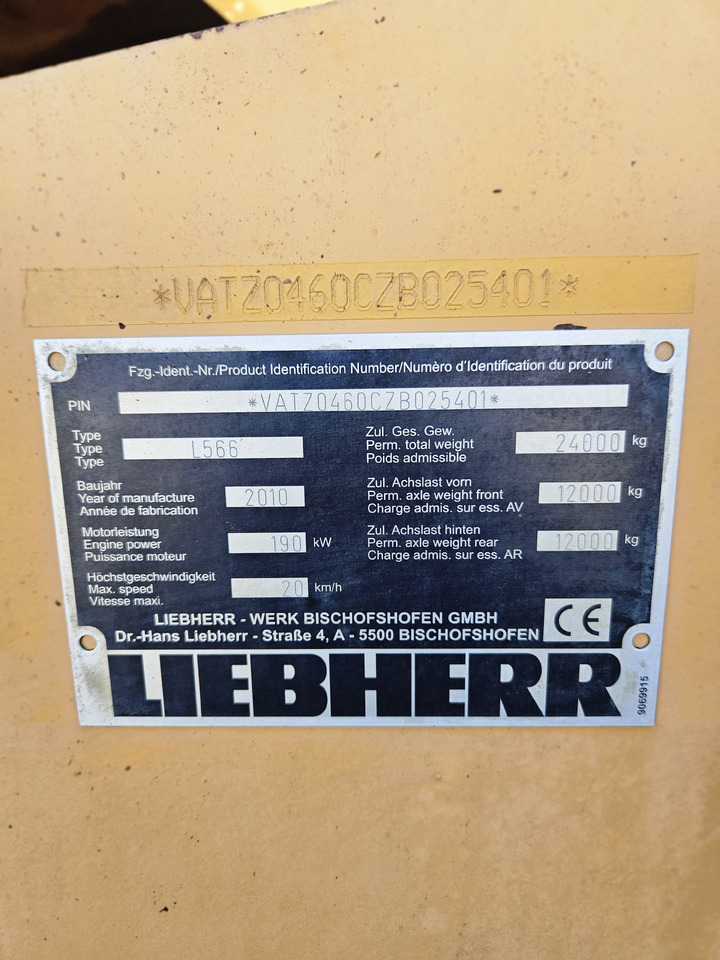 *VATZ0460CZB025401*
Fzg.-Ident.-Nr./Product Identification Number/Numèro d'Identification du produit
PIN *VATZ0460CZB025401*
Type
Type L566
Type
Baujahr
Year of manufacture 2010
Année de fabrication
Motorleistung
Engine power 190 kW
Puissance moteur
Höchstgeschwindigkeit
Max. speed 20 km/h
Vitesse maxi.
Zul. Ges. Gew.
Perm. total weight 24000 kg
Poids admissible
Zul. Achslast vorn
Perm. axle weight front 12000 kg
Charge admis. sur ess. AV
Zul. Achslast hinten
Perm. axle weight rear 12000 kg
Charge admis. sur ess. AR
LIEBHERR - WERK BISCHOFSHOFEN GMBH
Dr.-Hans Liebherr - Straße 4, A - 5500 BISCHOFSHOFEN
CE
LIEBHERR
9069915